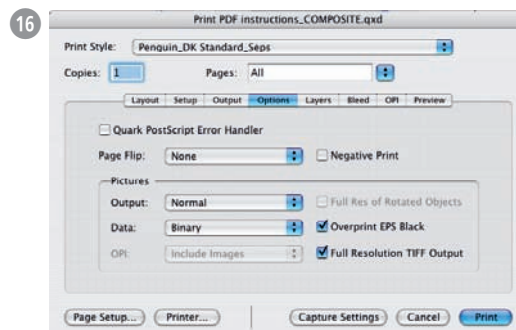 16
Print PDF instructions_COMPOSITE.qxd
Print Style: Penguin_DK Standard_Seps
Copies: 1 Pages: All
Layout Setup Output Options Layers Bleed OPI Preview
Quark PostScript Error Handler
Page Flip: None Negative Print
Pictures
Output: Normal Full Res of Rotated Objects
Data: Binary Overprint EPS Black
OPI: Include Images Full Resolution TIFF Output
Page Setup... Printer... Capture Settings Cancel Print